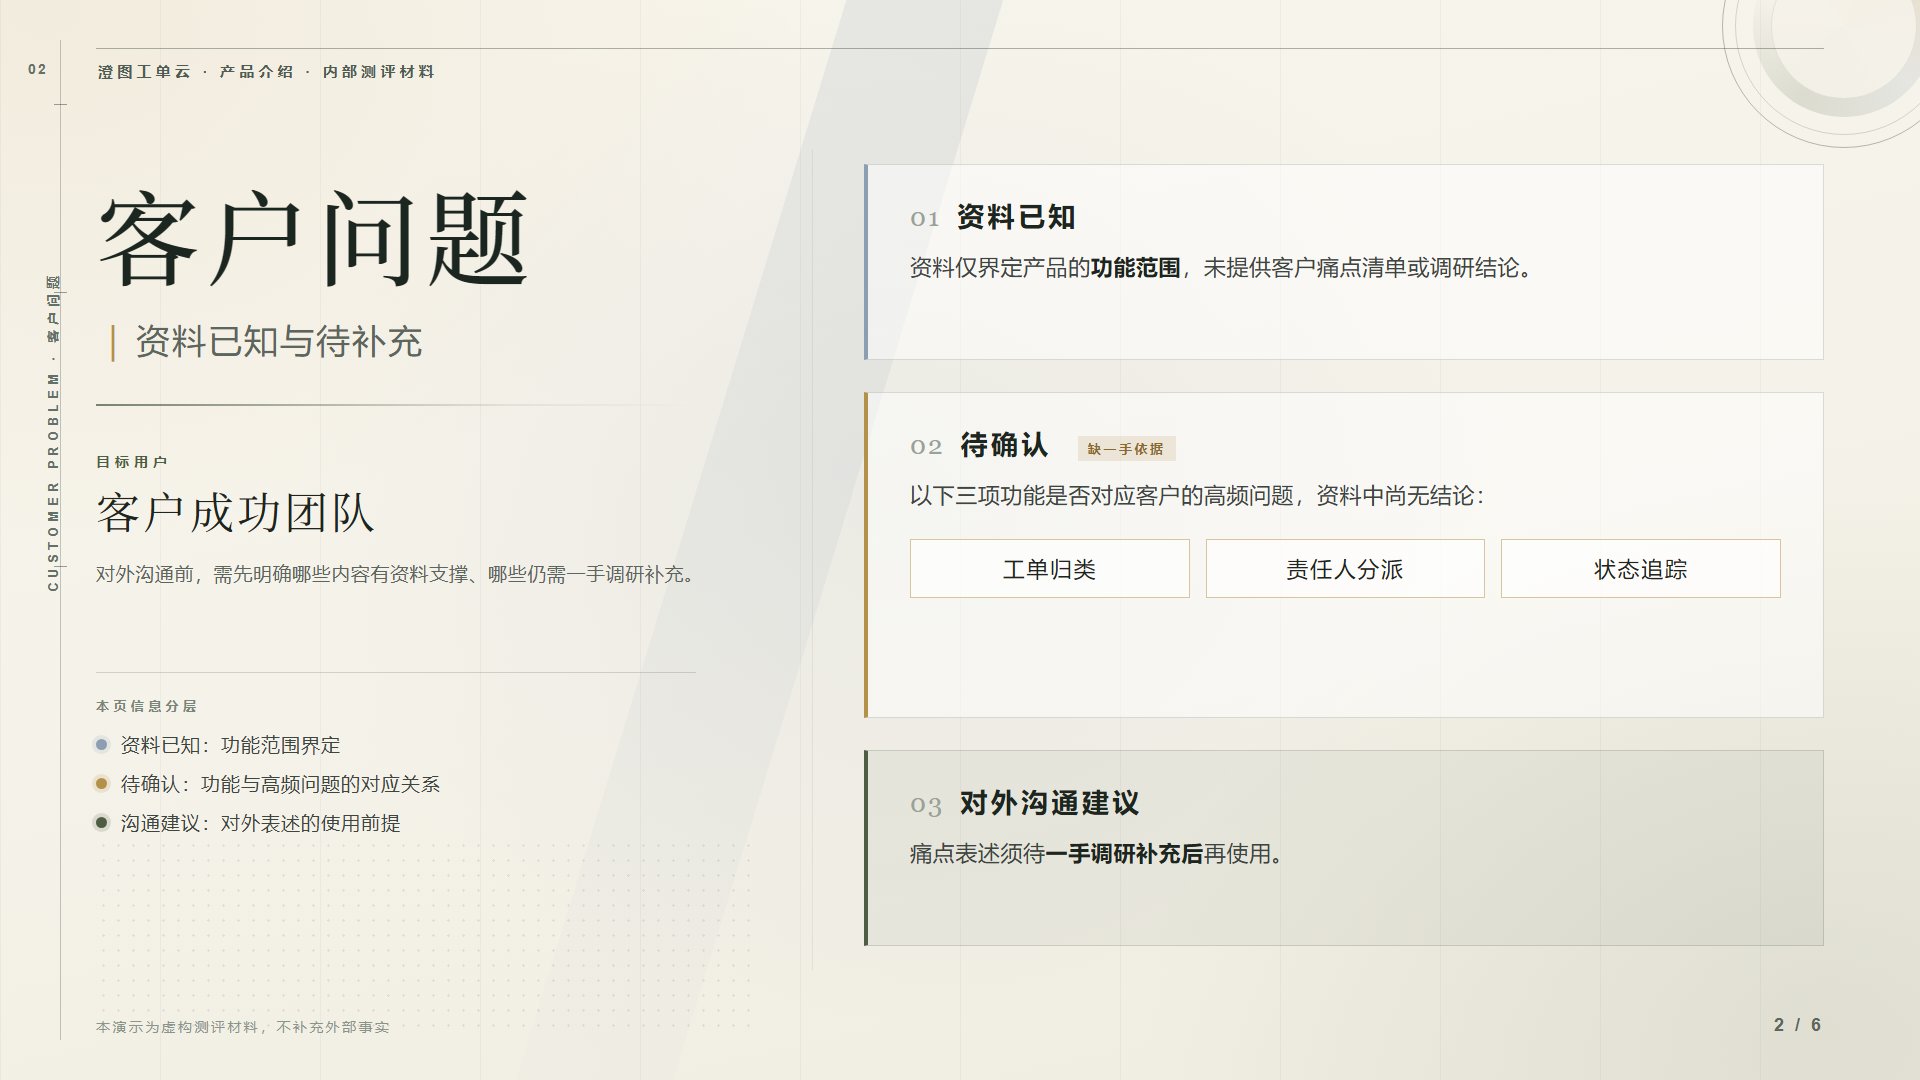 02
澄图工单云 · 产品介绍 · 内部测评材料
CUSTOMER PROBLEM · 客户问题
客户问题
资料已知与待补充
目标用户
客户成功团队
对外沟通前，需先明确哪些内容有资料支撑、哪些仍需一手调研补充。
本页信息分层
资料已知：功能范围界定
待确认：功能与高频问题的对应关系
沟通建议：对外表述的使用前提
01 资料已知
资料仅界定产品的功能范围，未提供客户痛点清单或调研结论。
02 待确认 缺一手依据
以下三项功能是否对应客户的高频问题，资料中尚无结论：
工单归类
责任人分派
状态追踪
03 对外沟通建议
痛点表述须待一手调研补充后再使用。
本演示为虚构测评材料，不补充外部事实
2 / 6